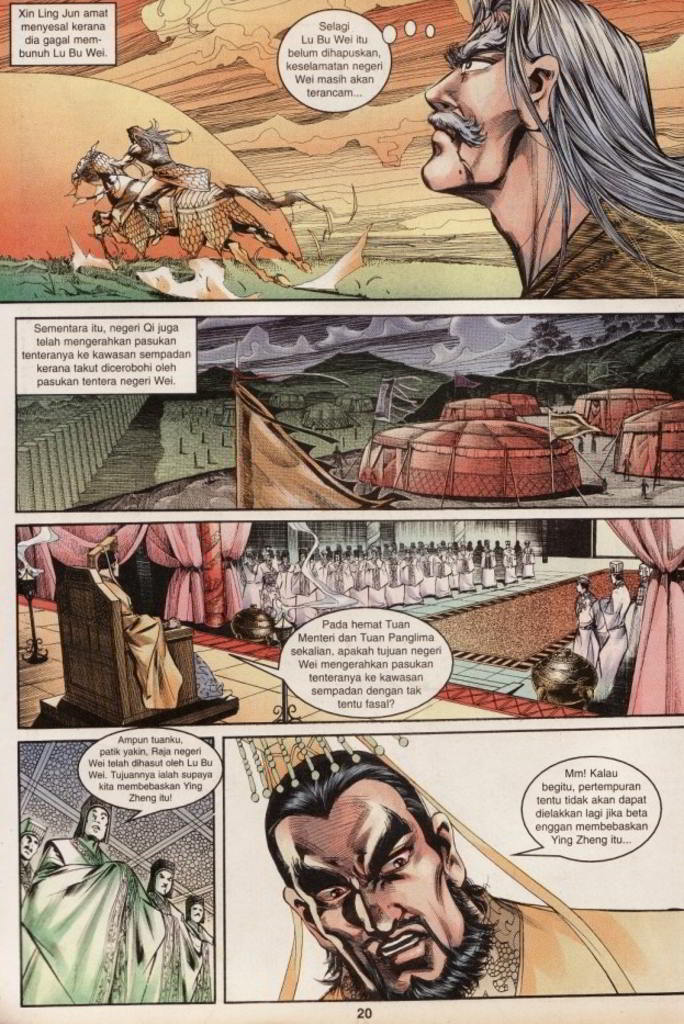 Xin Ling Jun amat
menyesal kerana
dia gagal mem-
bunuh Lu Bu Wei.
Selagi
Lu Bu Wei itu
belum dihapuskan,
keselamatan negeri
Wei masih akan
terancam...
Sementara itu, negeri Qi juga
telah mengerahkan pasukan
tenteranya ke kawasan sempadan
kerana takut dicerobohi oleh
pasukan tentera negeri Wei.
Pada hemat Tuan
Menteri dan Tuan Panglima
sekalian, apakah tujuan negeri
Wei mengerahkan pasukan
tenteranya ke kawasan
sempadan dengan tak
tentu fasal?
Ampun tuanku,
patik yakin, Raja negeri
Wei telah dihasut oleh Lu Bu
Wei. Tujuannya ialah supaya
kita membebaskan Ying
Zheng itu!
Mm! Kalau
begitu, pertempuran
tentu tidak akan dapat
dielakkan lagi jika beta
enggan membebaskan
Ying Zheng itu...
20